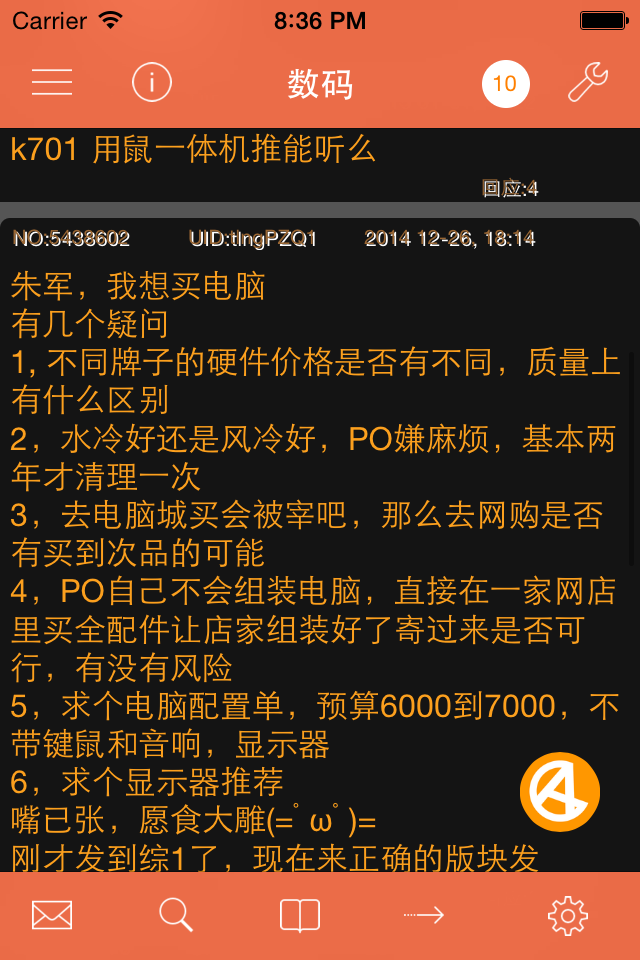 Carrier 8:36 PM
数码
10
k701 用鼠一体机推能听么
回应:4
NO:5438602 UID:tIngPZQ1 2014 12-26, 18:14
朱军，我想买电脑
有几个疑问
1, 不同牌子的硬件价格是否有不同，质量上
有什么区别
2，水冷好还是风冷好，PO嫌麻烦，基本两
年才清理一次
3，去电脑城买会被宰吧，那么去网购是否
有买到次品的可能
4，PO自己不会组装电脑，直接在一家网店
里买全配件让店家组装好了寄过来是否可
行，有没有风险
5，求个电脑配置单，预算6000到7000，不
带键鼠和音响，显示器
6，求个显示器推荐
嘴已张，愿食大雕(=ﾟωﾟ)=
刚才发到综1了，现在来正确的版块发